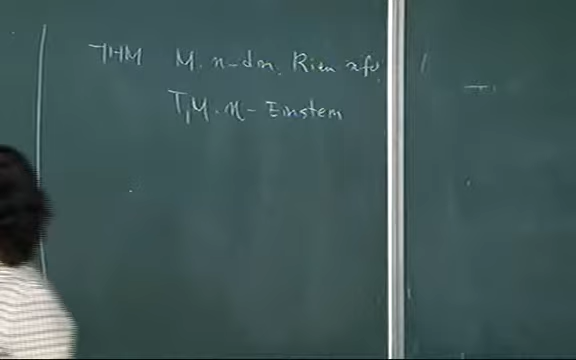 THM M. n-dim. Riem mfd
T₁M. η-Einstein